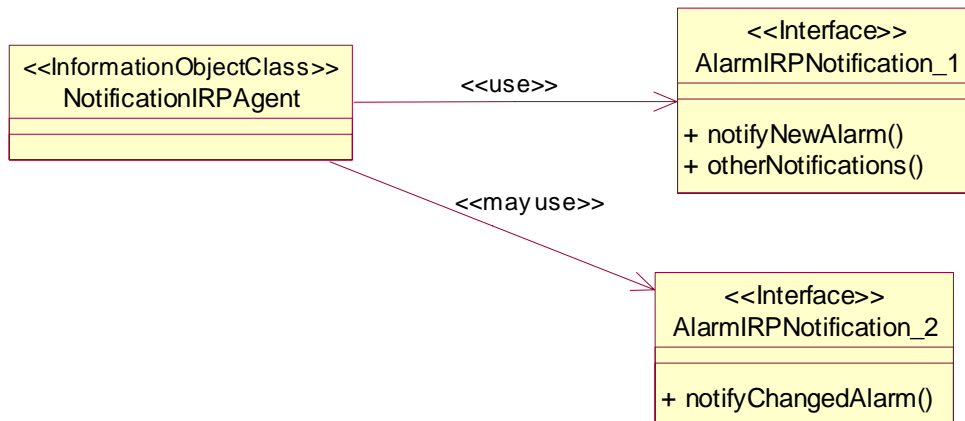 <<InformationObjectClass>>
NotificationIRPAgent
<<use>>
<<may use>>
<<Interface>>
AlarmIRPNotification_1
+ notifyNewAlarm()
+ otherNotifications()
<<Interface>>
AlarmIRPNotification_2
+ notifyChangedAlarm()